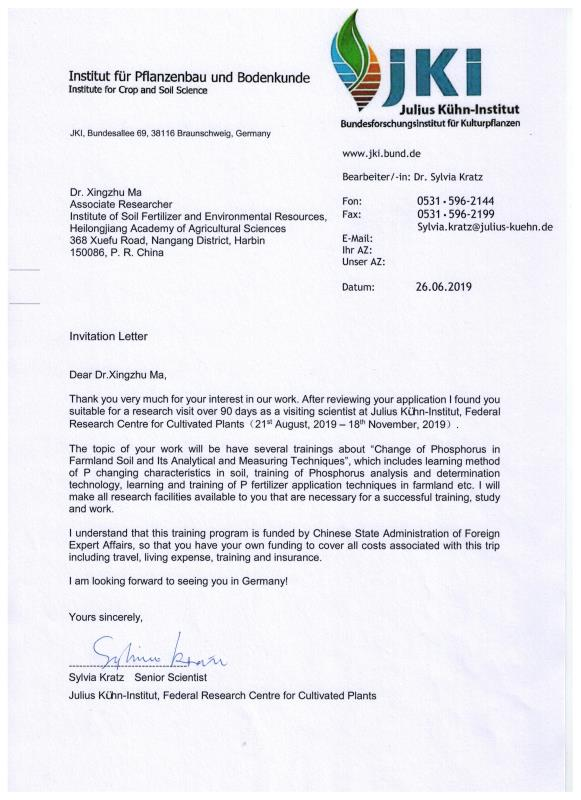 Institut für Pflanzenbau und Bodenkunde
Institute for Crop and Soil Science
JKi
Julius Kühn-Institut
Bundesforschungsinstitut für Kulturpflanzen
JKI, Bundesallee 69, 38116 Braunschweig, Germany
www.jki.bund.de
Bearbeiter/-in: Dr. Sylvia Kratz
Dr. Xingzhu Ma
Associate Researcher
Institute of Soil Fertilizer and Environmental Resources,
Heilongjiang Academy of Agricultural Sciences
368 Xuefu Road, Nangang District, Harbin
150086, P. R. China
Fon: 0531 - 596-2144
Fax: 0531 - 596-2199
Sylvia.kratz@julius-kuehn.de
E-Mail:
Ihr AZ:
Unser AZ:
Datum: 26.06.2019
Invitation Letter
Dear Dr.Xingzhu Ma,
Thank you very much for your interest in our work. After reviewing your application I found you
suitable for a research visit over 90 days as a visiting scientist at Julius Kühn-Institut, Federal
Research Centre for Cultivated Plants（21st August, 2019 – 18th November, 2019）.
The topic of your work will be have several trainings about “Change of Phosphorus in
Farmland Soil and Its Analytical and Measuring Techniques”, which includes learning method
of P changing characteristics in soil, training of Phosphorus analysis and determination
technology, learning and training of P fertilizer application techniques in farmland etc. I will
make all research facilities available to you that are necessary for a successful training, study
and work.
I understand that this training program is funded by Chinese State Administration of Foreign
Expert Affairs, so that you have your own funding to cover all costs associated with this trip
including travel, living expense, training and insurance.
I am looking forward to seeing you in Germany!
Yours sincerely,
Sylvia Kratz
Sylvia Kratz Senior Scientist
Julius Kühn-Institut, Federal Research Centre for Cultivated Plants